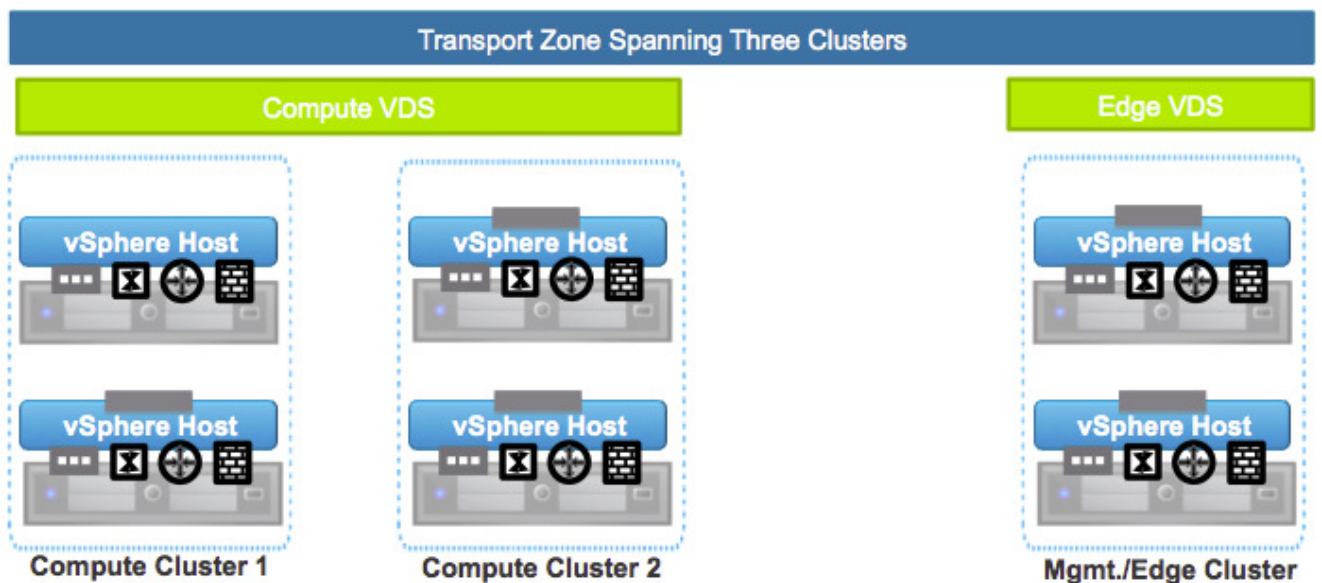 Transport Zone Spanning Three Clusters
Compute VDS
Edge VDS
vSphere Host
vSphere Host
vSphere Host
vSphere Host
vSphere Host
vSphere Host
Compute Cluster 1
Compute Cluster 2
Mgmt./Edge Cluster